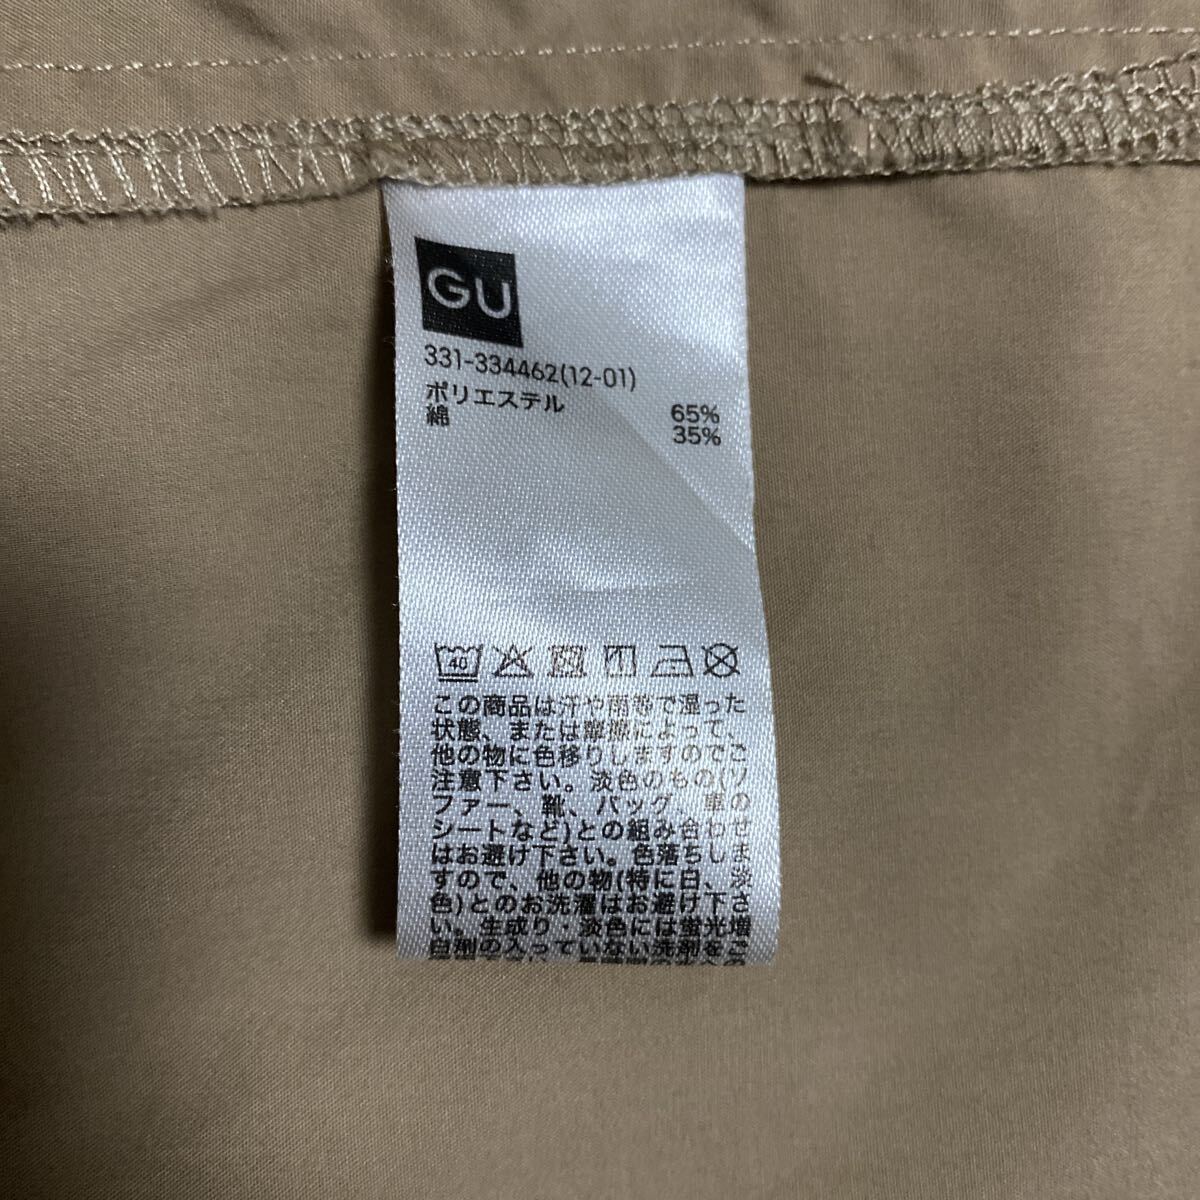 GU
331-334462(12-01)
ポリエステル 65%
綿 35%
40
この商品は汗や雨等で湿った
状態、または摩擦によって、
他の物に色移りしますのでご
注意下さい。淡色のもの(ソ
ファー、靴、バッグ、車の
シートなど)との組み合わせ
はお避け下さい。色落ちしま
すので、他の物(特に白、淡
色)とのお洗濯はお避け下さ
い。生成り・淡色には蛍光増
白剤の入っていない洗剤をご